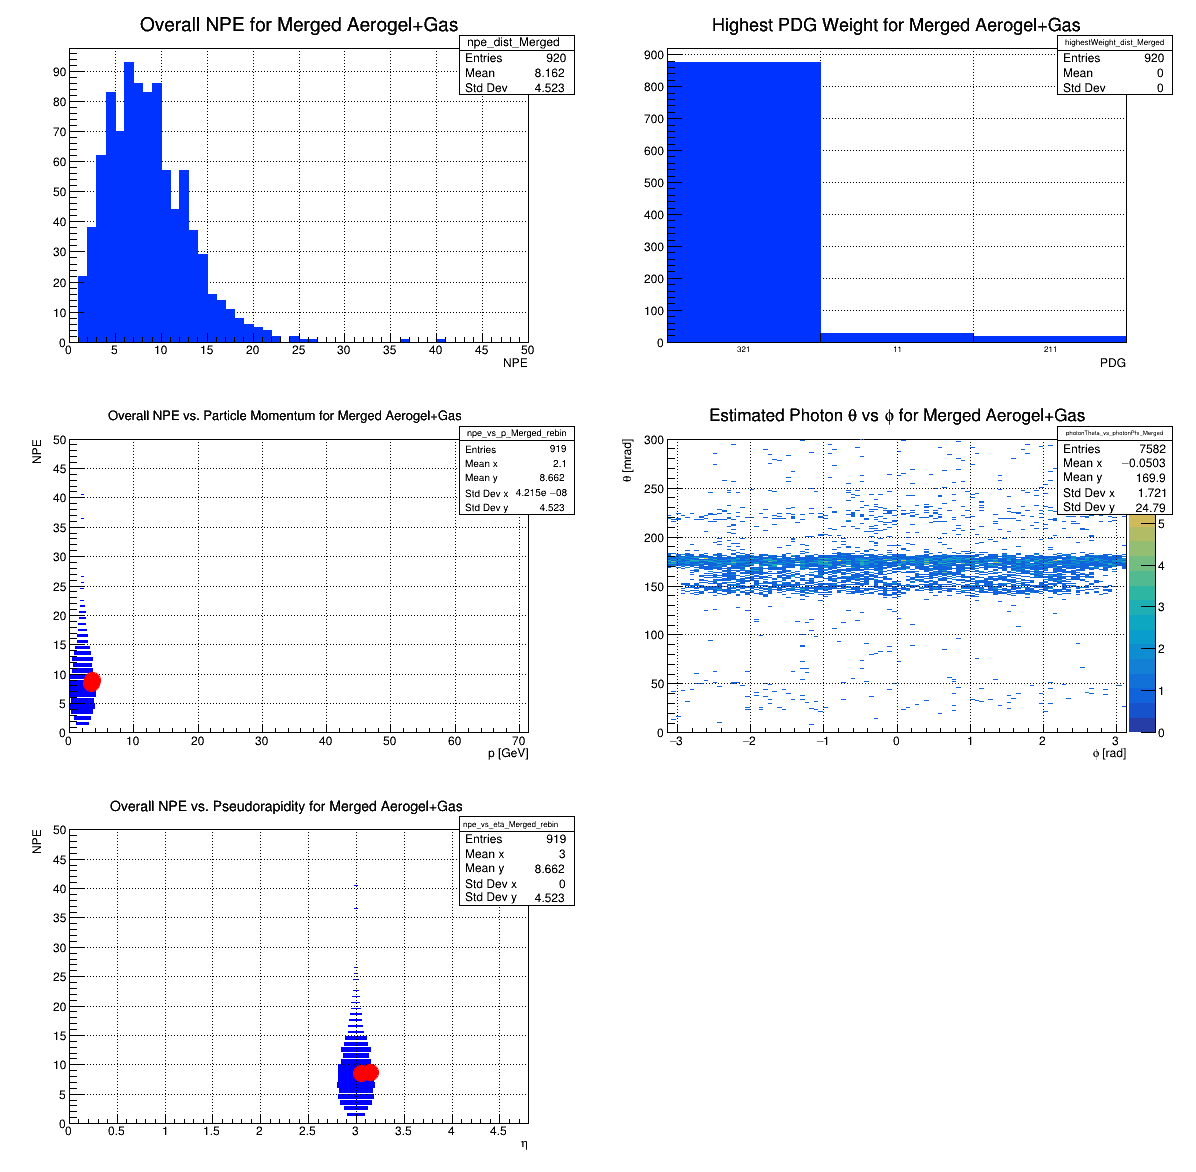 Overall NPE for Merged Aerogel+Gas
npe_dist_Merged
Entries 920
Mean 8.162
Std Dev 4.523
90
80
70
60
50
40
30
20
10
0
0 5 10 15 20 25 30 35 40 45 50
NPE
Highest PDG Weight for Merged Aerogel+Gas
highestWeight_dist_Merged
Entries 920
Mean 0
Std Dev 0
900
800
700
600
500
400
300
200
100
0
321 11 211
PDG
Overall NPE vs. Particle Momentum for Merged Aerogel+Gas
npe_vs_p_Merged_rebin
Entries 919
Mean x 2.1
Mean y 8.662
Std Dev x 4.215e −08
Std Dev y 4.523
NPE
50
45
40
35
30
25
20
15
10
5
0
0 10 20 30 40 50 60 70
p [GeV]
Estimated Photon θ vs ϕ for Merged Aerogel+Gas
Entries 7582
Mean x −0.0503
Mean y 169.9
Std Dev x 1.721
Std Dev y 24.79
θ [mrad]
300
250
200
150
100
50
0
−3 −2 −1 0 1 2 3
ϕ [rad]
5
4
3
2
1
0
Overall NPE vs. Pseudorapidity for Merged Aerogel+Gas
npe_vs_eta_Merged_rebin
Entries 919
Mean x 3
Mean y 8.662
Std Dev x 0
Std Dev y 4.523
NPE
50
45
40
35
30
25
20
15
10
5
0
0 0.5 1 1.5 2 2.5 3 3.5 4 4.5
η